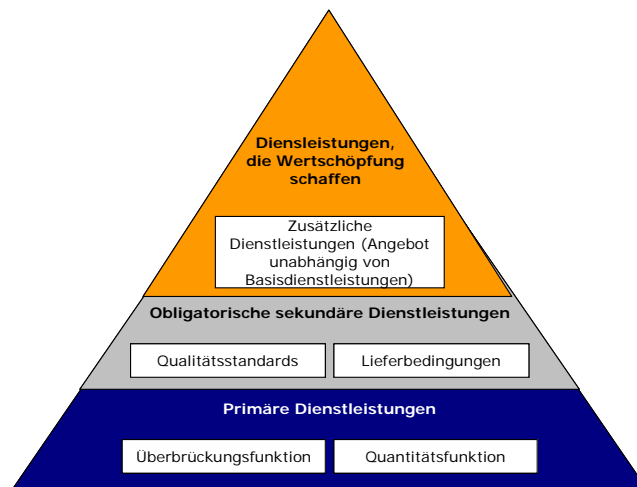 Diensleistungen,
die Wertschöpfung
schaffen
Zusätzliche
Dienstleistungen (Angebot
unabhängig von
Basisdienstleistungen)
Obligatorische sekundäre Dienstleistungen
Qualitätsstandards
Lieferbedingungen
Primäre Dienstleistungen
Überbrückungsfunktion
Quantitätsfunktion